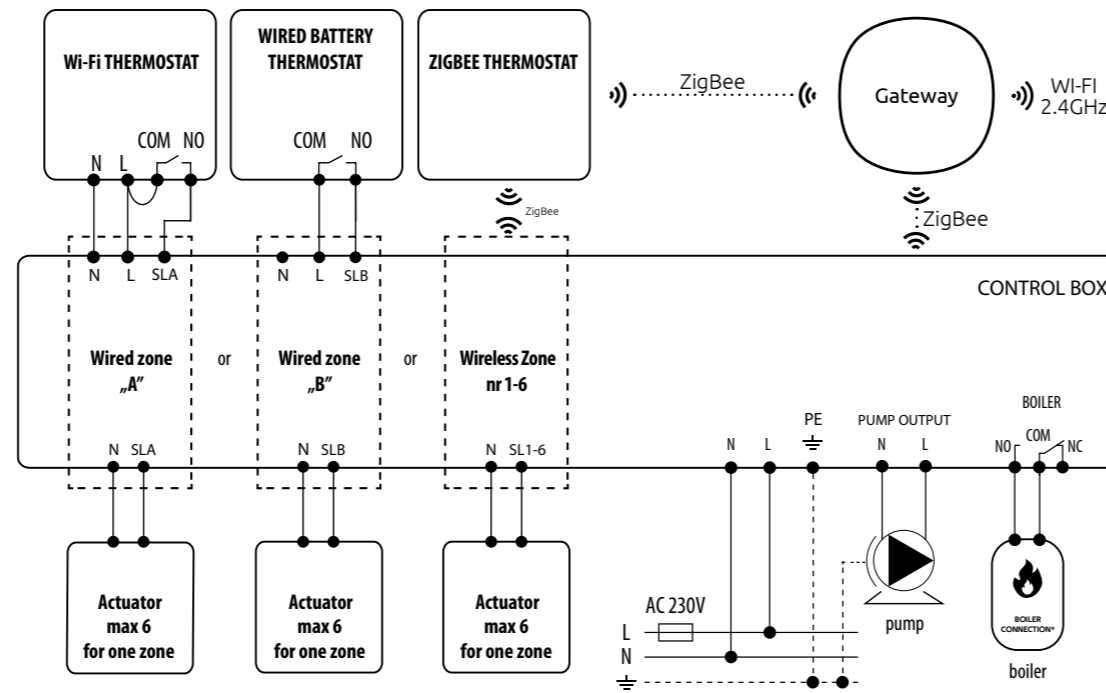 Wi-Fi THERMOSTAT
N L COM NO
WIRED BATTERY
THERMOSTAT
COM NO
ZIGBEE THERMOSTAT
ZigBee
Gateway
WI-FI
2.4GHz
ZigBee
ZigBee
CONTROL BOX
N L SLA
Wired zone
„A”
N SLA
or
N L SLB
Wired zone
„B”
N SLB
or
Wireless Zone
nr 1-6
N SL1-6
N L PE
PUMP OUTPUT
N L
BOILER
NO COM NC
Actuator
max 6
for one zone
Actuator
max 6
for one zone
Actuator
max 6
for one zone
AC 230V
L
N
pump
BOILER
CONNECTION*
boiler